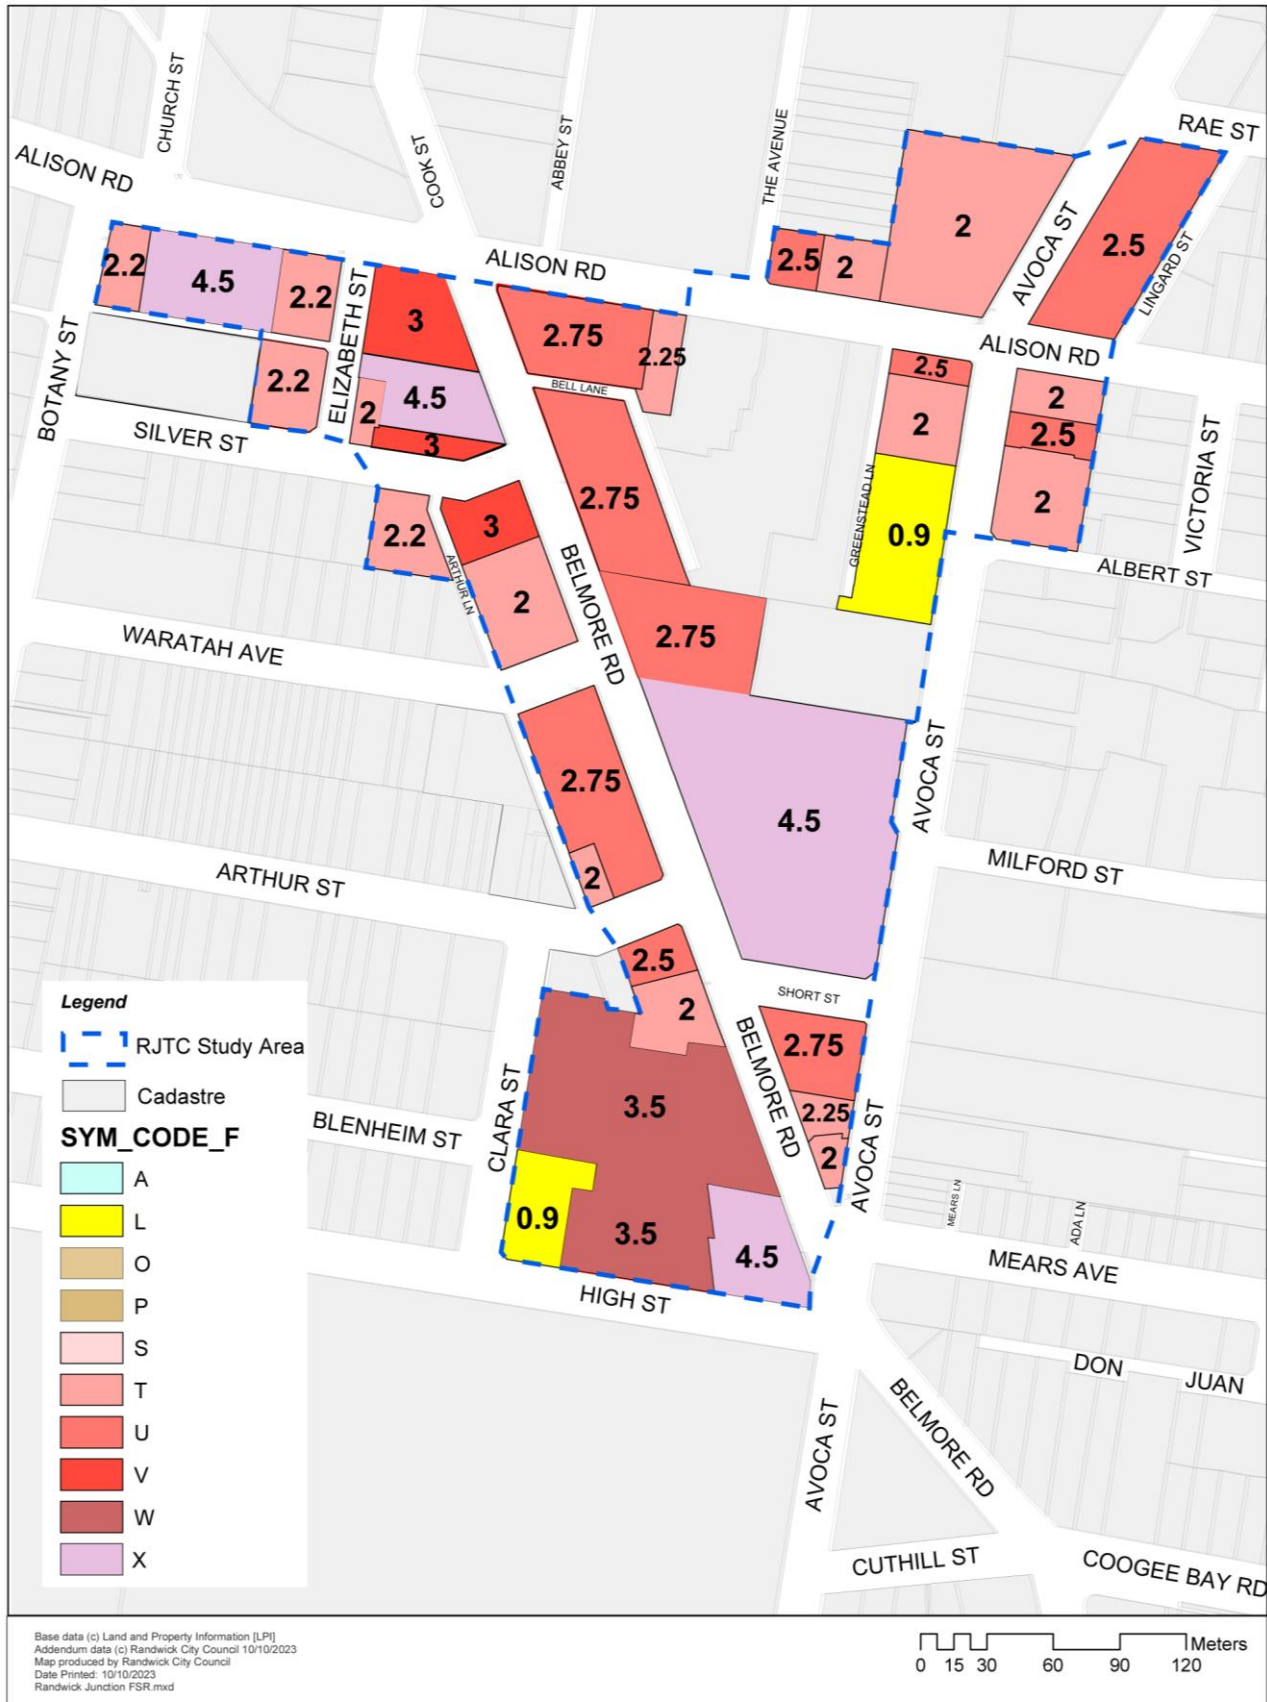 CHURCH ST
COOK ST
ABBEY ST
THE AVENUE
RAE ST
ALISON RD
AVOCA ST
LINGARD ST
2
2.5
2.5
2
ALISON RD
ALISON RD
2.2
4.5
2.2
ELIZABETH ST
3
2.75
2.25
BELL LANE
BOTANY ST
2.2
2
4.5
3
SILVER ST
2.5
2
2
2.5
2
GREENSTEAD LN
0.9
VICTORIA ST
ALBERT ST
2.75
2.2
3
ARTHUR LN
2
BELMORE RD
2.75
WARATAH AVE
2.75
4.5
AVOCA ST
MILFORD ST
ARTHUR ST
2
2.5
2
SHORT ST
2.75
BELMORE RD
2.25
2
AVOCA ST
CLARA ST
3.5
BLENHEIM ST
0.9
3.5
4.5
MEARS LN
ADA LN
MEARS AVE
HIGH ST
DON JUAN
AVOCA ST
BELMORE RD
CUTHILL ST
COOGEE BAY RD
Legend
RJTC Study Area
Cadastre
SYM_CODE_F
A
L
O
P
S
T
U
V
W
X
Base data (c) Land and Property Information [LPI]
Addendum data (c) Randwick City Council 10/10/2023
Map produced by Randwick City Council
Date Printed: 10/10/2023
Randwick Junction FSR.mxd
Meters
0 15 30 60 90 120